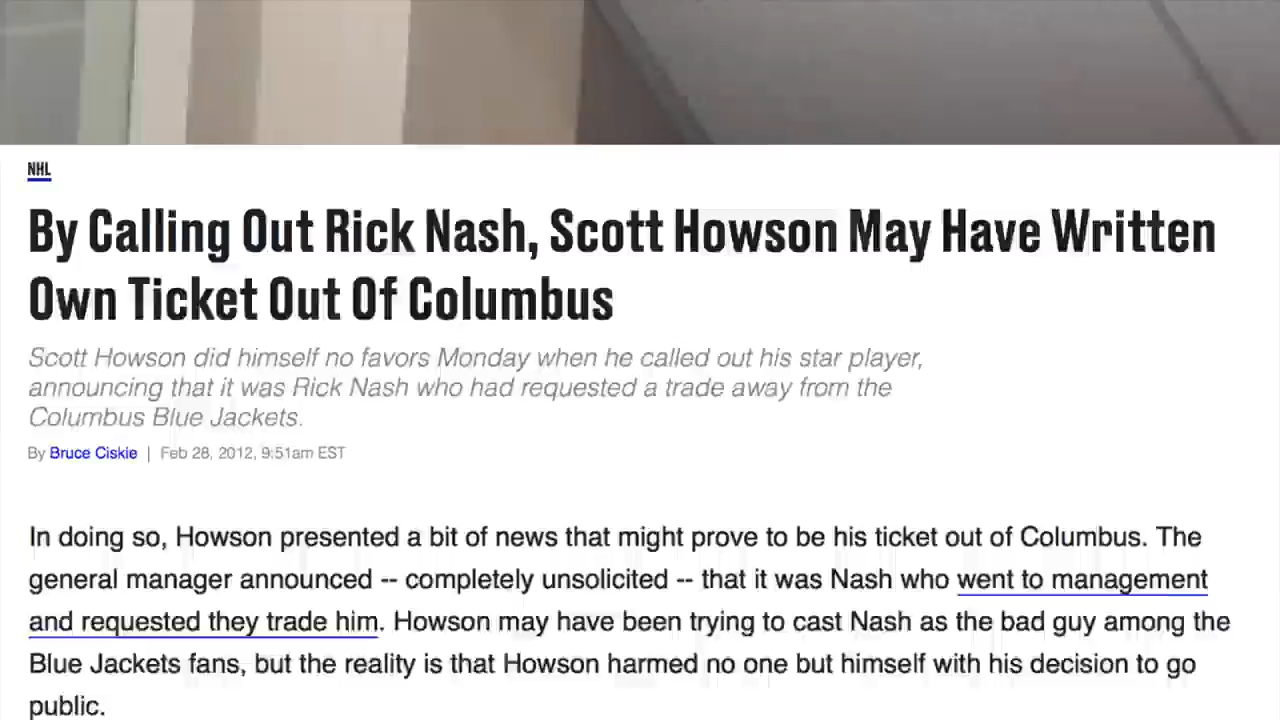 NHL
By Calling Out Rick Nash, Scott Howson May Have Written
Own Ticket Out Of Columbus
Scott Howson did himself no favors Monday when he called out his star player,
announcing that it was Rick Nash who had requested a trade away from the
Columbus Blue Jackets.
By Bruce Ciskie | Feb 28, 2012, 9:51am EST
In doing so, Howson presented a bit of news that might prove to be his ticket out of Columbus. The
general manager announced -- completely unsolicited -- that it was Nash who went to management
and requested they trade him. Howson may have been trying to cast Nash as the bad guy among the
Blue Jackets fans, but the reality is that Howson harmed no one but himself with his decision to go
public.